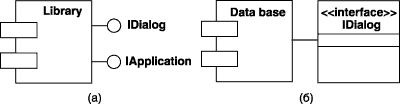 Library
IDialog
IApplication
(а)
Data base
<<interface>>
IDialog
(б)